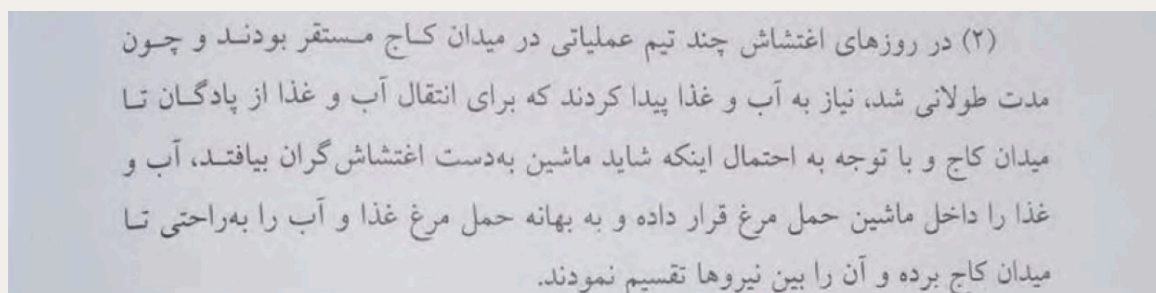 (۲) در روزهای اغتشاش چند تیم عملیاتی در میدان کاج مستقر بودند و چون
مدت طولانی شد، نیاز به آب و غذا پیدا کردند که برای انتقال آب و غذا از پادگان تا
میدان کاج و با توجه به احتمال اینکه شاید ماشین به‌دست اغتشاش‌گران بیافتد، آب و
غذا را داخل ماشین حمل مرغ قرار داده و به بهانه حمل مرغ غذا و آب را به‌راحتی تا
میدان کاج برده و آن را بین نیروها تقسیم نمودند.